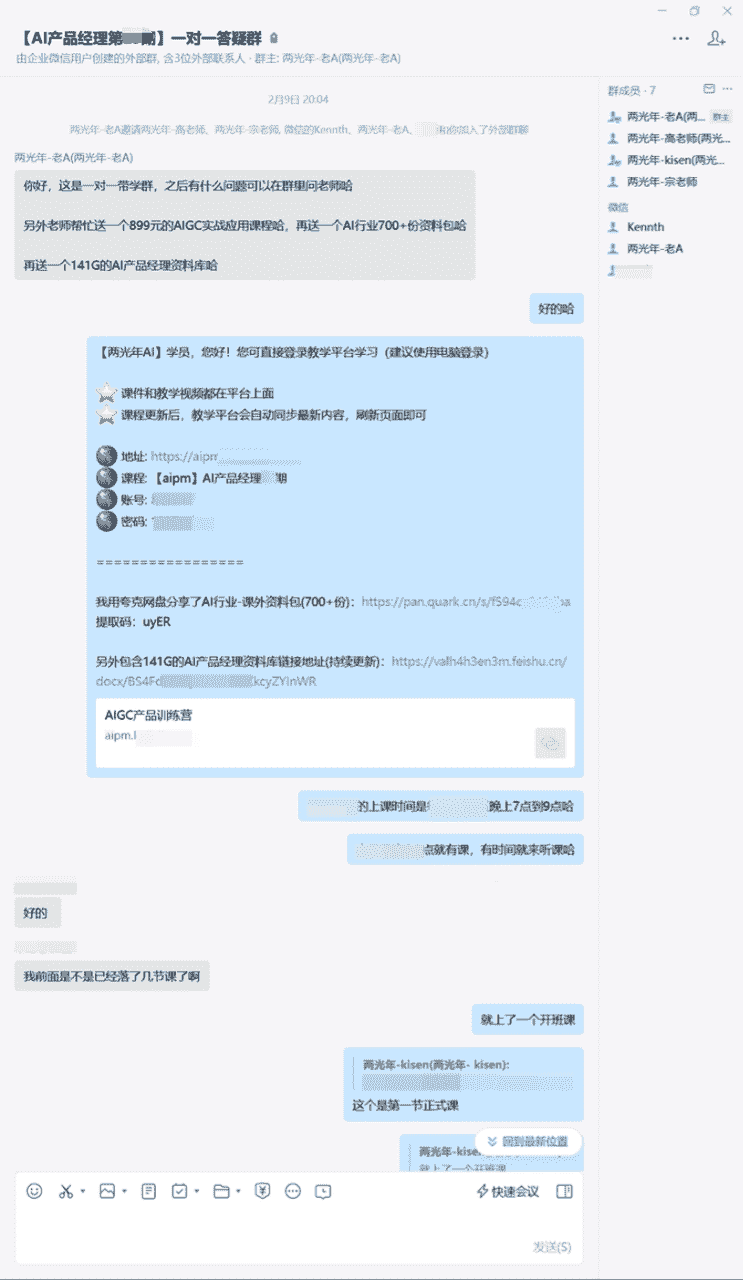 【AI产品经理第 期】一对一答疑群
由企业微信用户创建的外部群, 含3位外部联系人 · 群主: 两光年-老A(两光年-老A)
群成员 · 7
2月9日 20:04
两光年-老A(两... 群主
两光年-老A邀请两光年-高老师、两光年-宗老师, 微信的Kennth、两光年-老A、 加入了外部群聊
两光年-高老师(两光...
两光年-老A(两光年-老A)
两光年-kisen(两光...
你好，这是一对一带学群，之后有什么问题可以在群里问老师哈
两光年-宗老师
微信
另外老师帮忙送一个899元的AIGC实战应用课程哈，再送一个AI行业700+份资料包哈
Kennth
两光年-老A
再送一个141G的AI产品经理资料库哈
好的哈
【两光年AI】学员，您好！您可直接登录教学平台学习（建议使用电脑登录）
课件和教学视频都在平台上面
课程更新后，教学平台会自动同步最新内容，刷新页面即可
地址: https://aipm
课程: 【aipm】AI产品经理 期
账号:
密码:
=================
我用夸克网盘分享了AI行业-课外资料包(700+份)： https://pan.quark.cn/s/f594c
提取码： uyER
另外包含141G的AI产品经理资料库链接地址(持续更新)： https://valh4h3en3m.feishu.cn/
docx/BS4Fc kcyZYInWR
AIGC产品训练营
aipm.l
的上课时间是 晚上7点到9点哈
点就有课，有时间就来听课哈
好的
我前面是不是已经落了几节课了啊
就上了一个开班课
两光年-kisen(两光年- kisen):
这个是第一节正式课
回到最新位置
两光年-kise
就上了一个开班课
快速会议
发送(S)